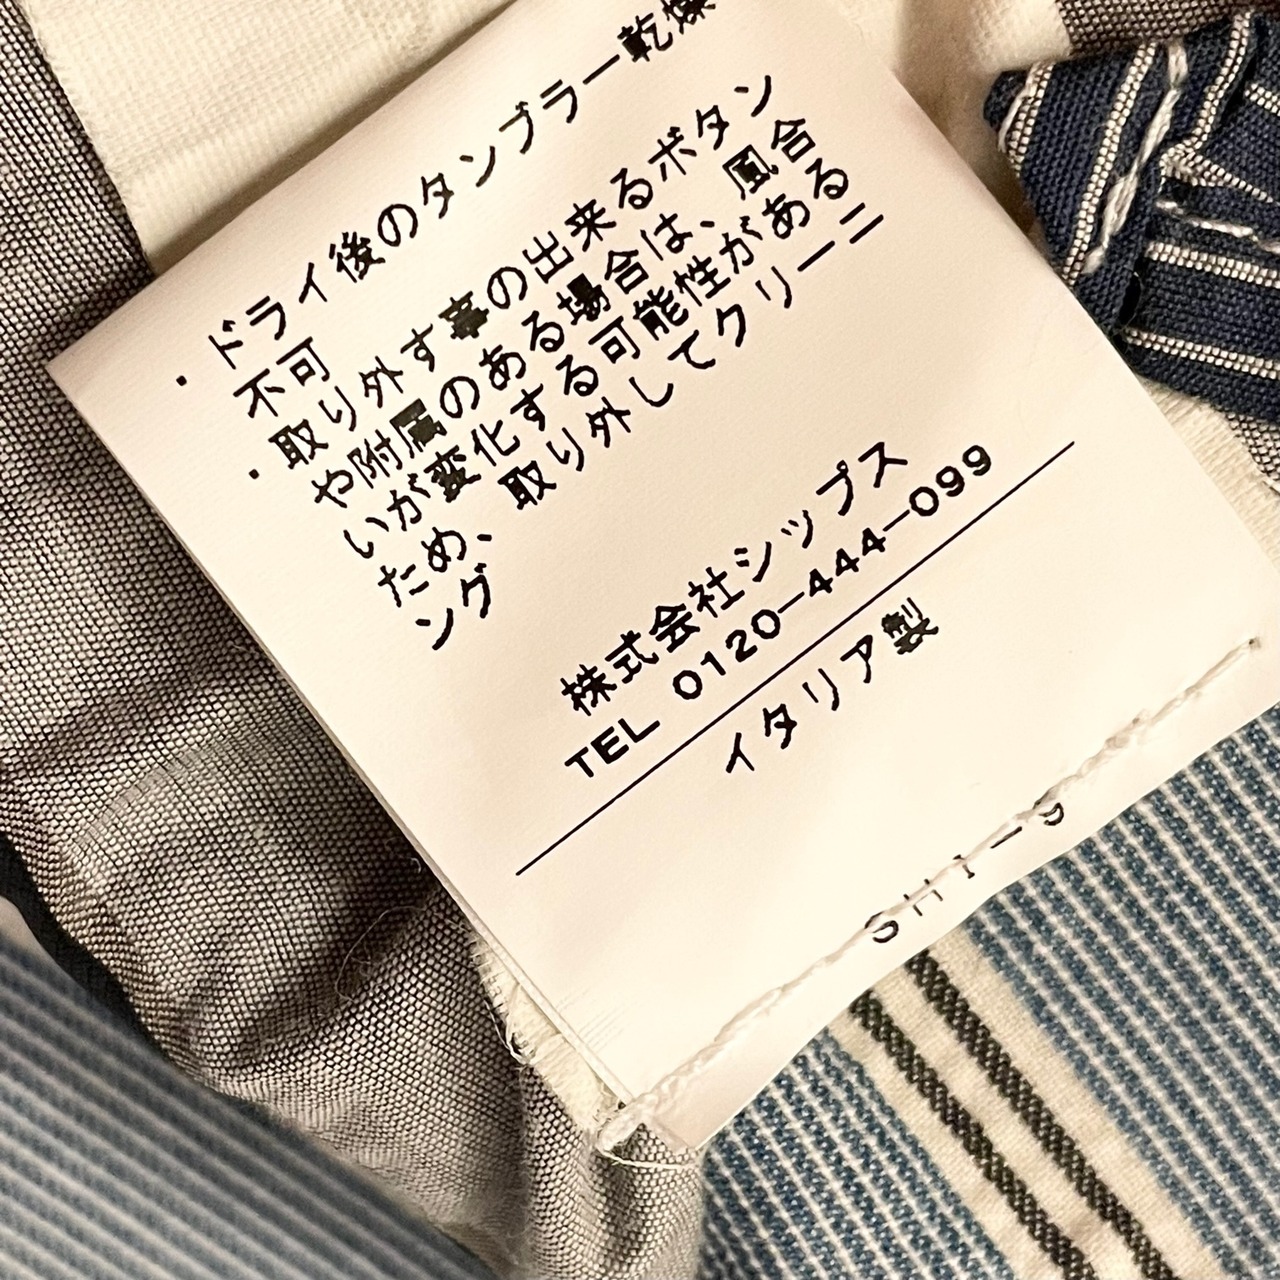 ・ドライ後のタンブラー乾燥
不可
・取り外す事の出来るボタン
や附属のある場合は、風合
いが変化する可能性がある
ため、取り外してクリーニ
ング
株式会社シップス
TEL 0120-444-099
イタリア製